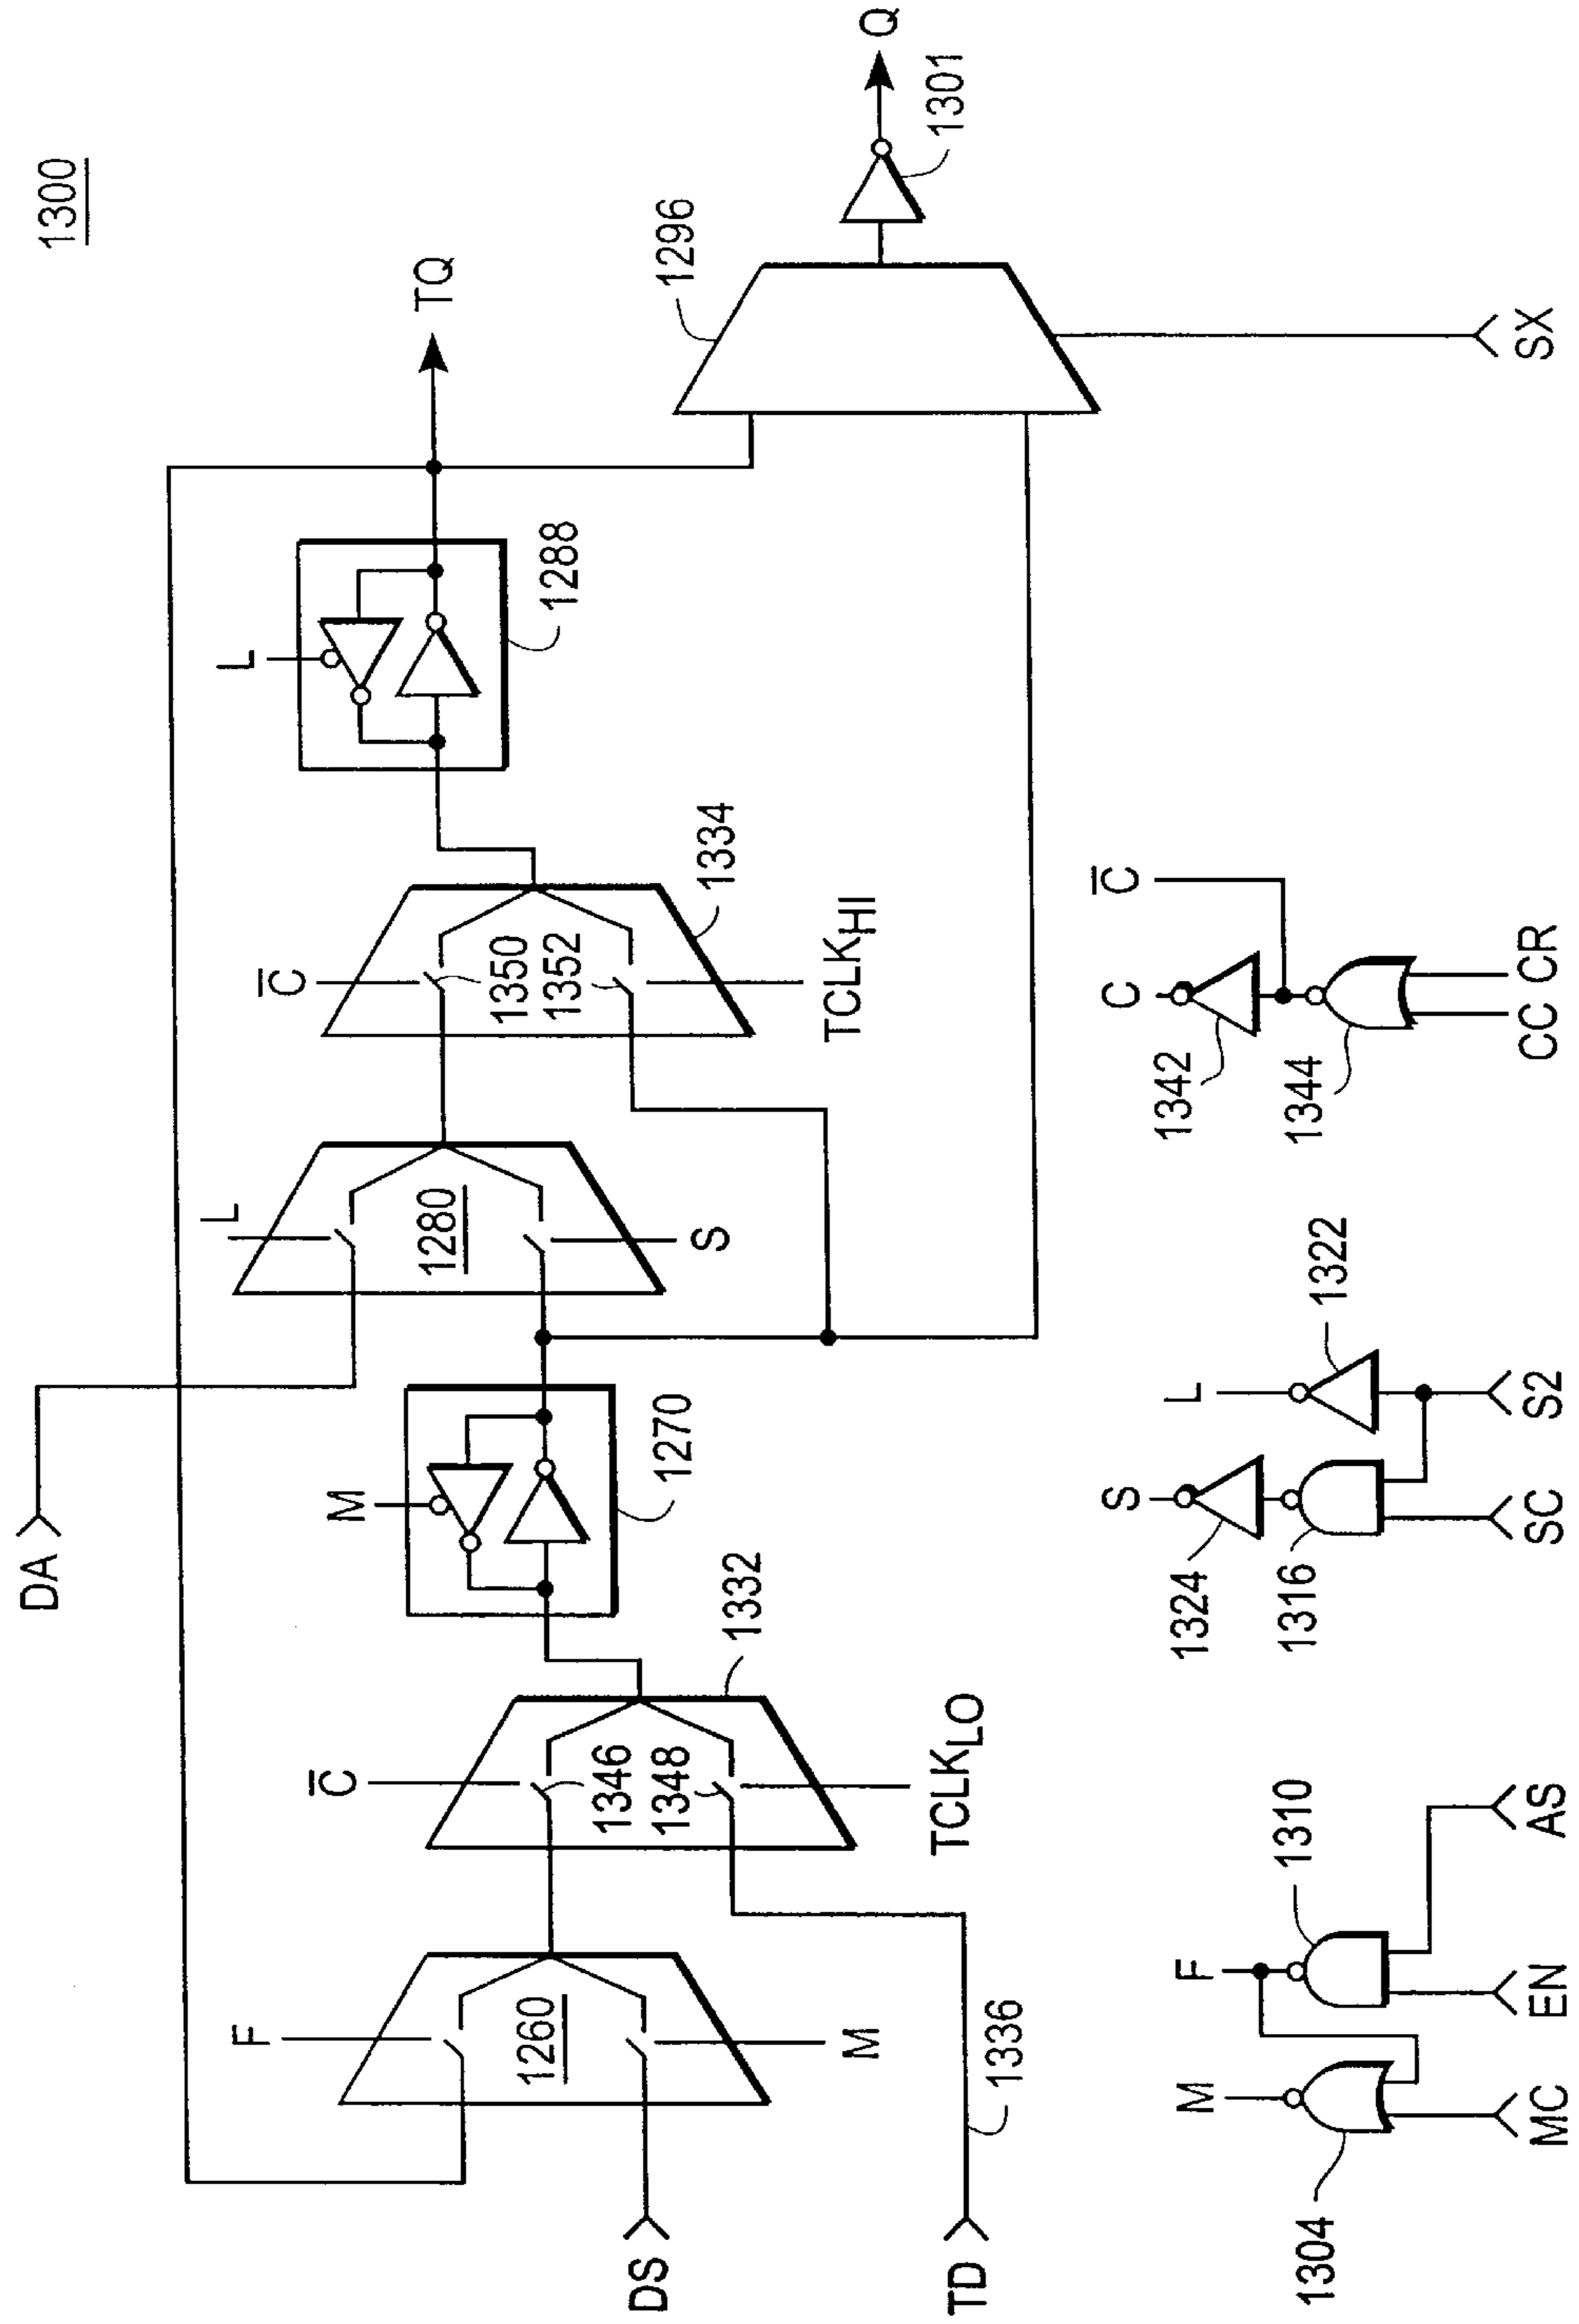 1300
DA
L
TQ
L
C̅
1288
M
1280
1350
1352
1334
C̅
S
TCLKHI
F
1346
1348
1332
1270
1296
1260
M
TCLKLO
DS
TD
1336
Q
1301
SX
M
F
1304
1310
MC
EN
AS
S
L
1324
1316
1322
SC
S2
C
C̅
1342
1344
CC
CR